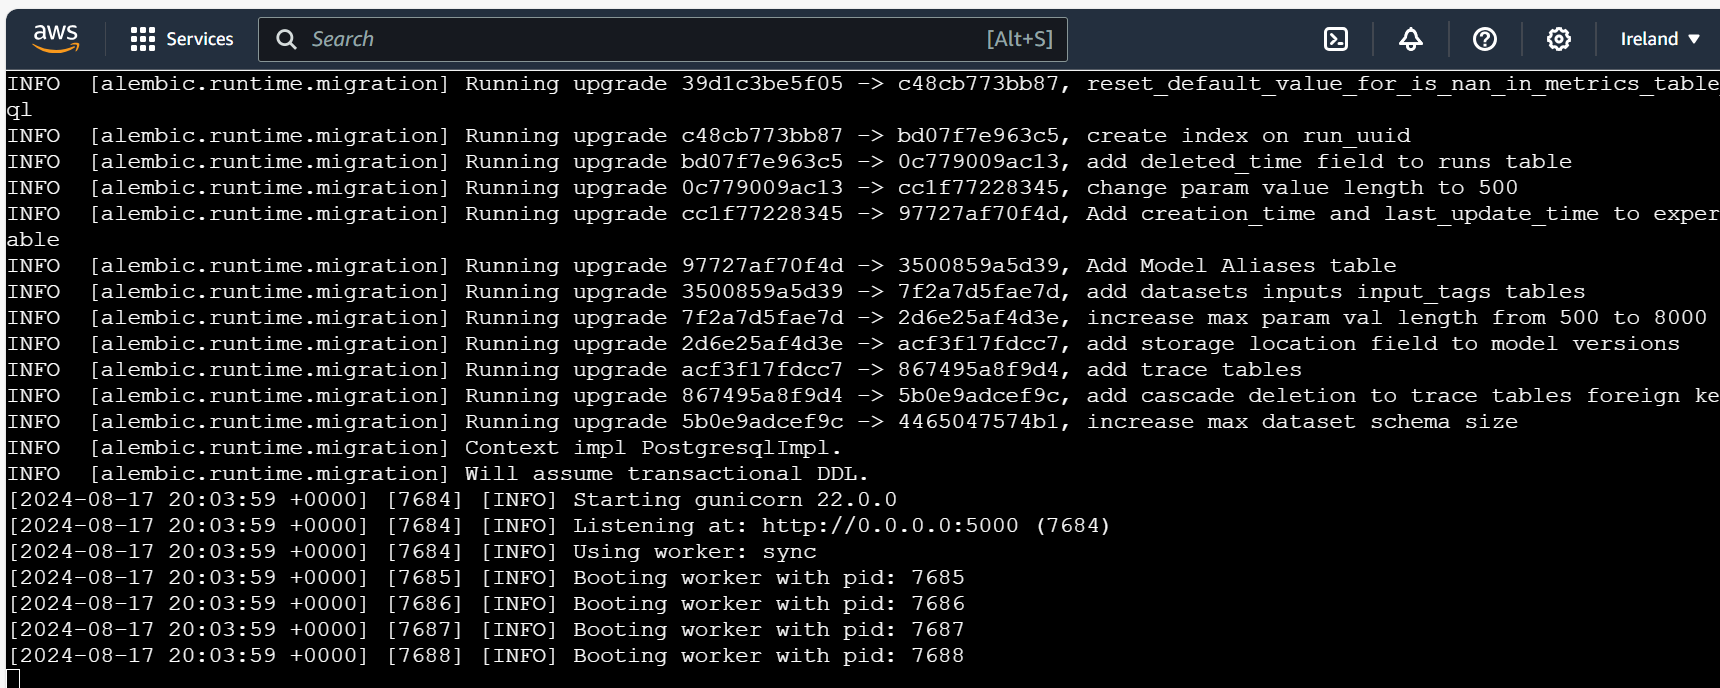 aws Services Search [Alt+S] Ireland
INFO [alembic.runtime.migration] Running upgrade 39d1c3be5f05 -> c48cb773bb87, reset_default_value_for_is_nan_in_metrics_table_
ql
INFO [alembic.runtime.migration] Running upgrade c48cb773bb87 -> bd07f7e963c5, create index on run_uuid
INFO [alembic.runtime.migration] Running upgrade bd07f7e963c5 -> 0c779009ac13, add deleted_time field to runs table
INFO [alembic.runtime.migration] Running upgrade 0c779009ac13 -> cc1f77228345, change param value length to 500
INFO [alembic.runtime.migration] Running upgrade cc1f77228345 -> 97727af70f4d, Add creation_time and last_update_time to exper
able
INFO [alembic.runtime.migration] Running upgrade 97727af70f4d -> 3500859a5d39, Add Model Aliases table
INFO [alembic.runtime.migration] Running upgrade 3500859a5d39 -> 7f2a7d5fae7d, add datasets inputs input_tags tables
INFO [alembic.runtime.migration] Running upgrade 7f2a7d5fae7d -> 2d6e25af4d3e, increase max param val length from 500 to 8000
INFO [alembic.runtime.migration] Running upgrade 2d6e25af4d3e -> acf3f17fdcc7, add storage location field to model versions
INFO [alembic.runtime.migration] Running upgrade acf3f17fdcc7 -> 867495a8f9d4, add trace tables
INFO [alembic.runtime.migration] Running upgrade 867495a8f9d4 -> 5b0e9adcef9c, add cascade deletion to trace tables foreign ke
INFO [alembic.runtime.migration] Running upgrade 5b0e9adcef9c -> 4465047574b1, increase max dataset schema size
INFO [alembic.runtime.migration] Context impl PostgresqlImpl.
INFO [alembic.runtime.migration] Will assume transactional DDL.
[2024-08-17 20:03:59 +0000] [7684] [INFO] Starting gunicorn 22.0.0
[2024-08-17 20:03:59 +0000] [7684] [INFO] Listening at: http://0.0.0.0:5000 (7684)
[2024-08-17 20:03:59 +0000] [7684] [INFO] Using worker: sync
[2024-08-17 20:03:59 +0000] [7685] [INFO] Booting worker with pid: 7685
[2024-08-17 20:03:59 +0000] [7686] [INFO] Booting worker with pid: 7686
[2024-08-17 20:03:59 +0000] [7687] [INFO] Booting worker with pid: 7687
[2024-08-17 20:03:59 +0000] [7688] [INFO] Booting worker with pid: 7688